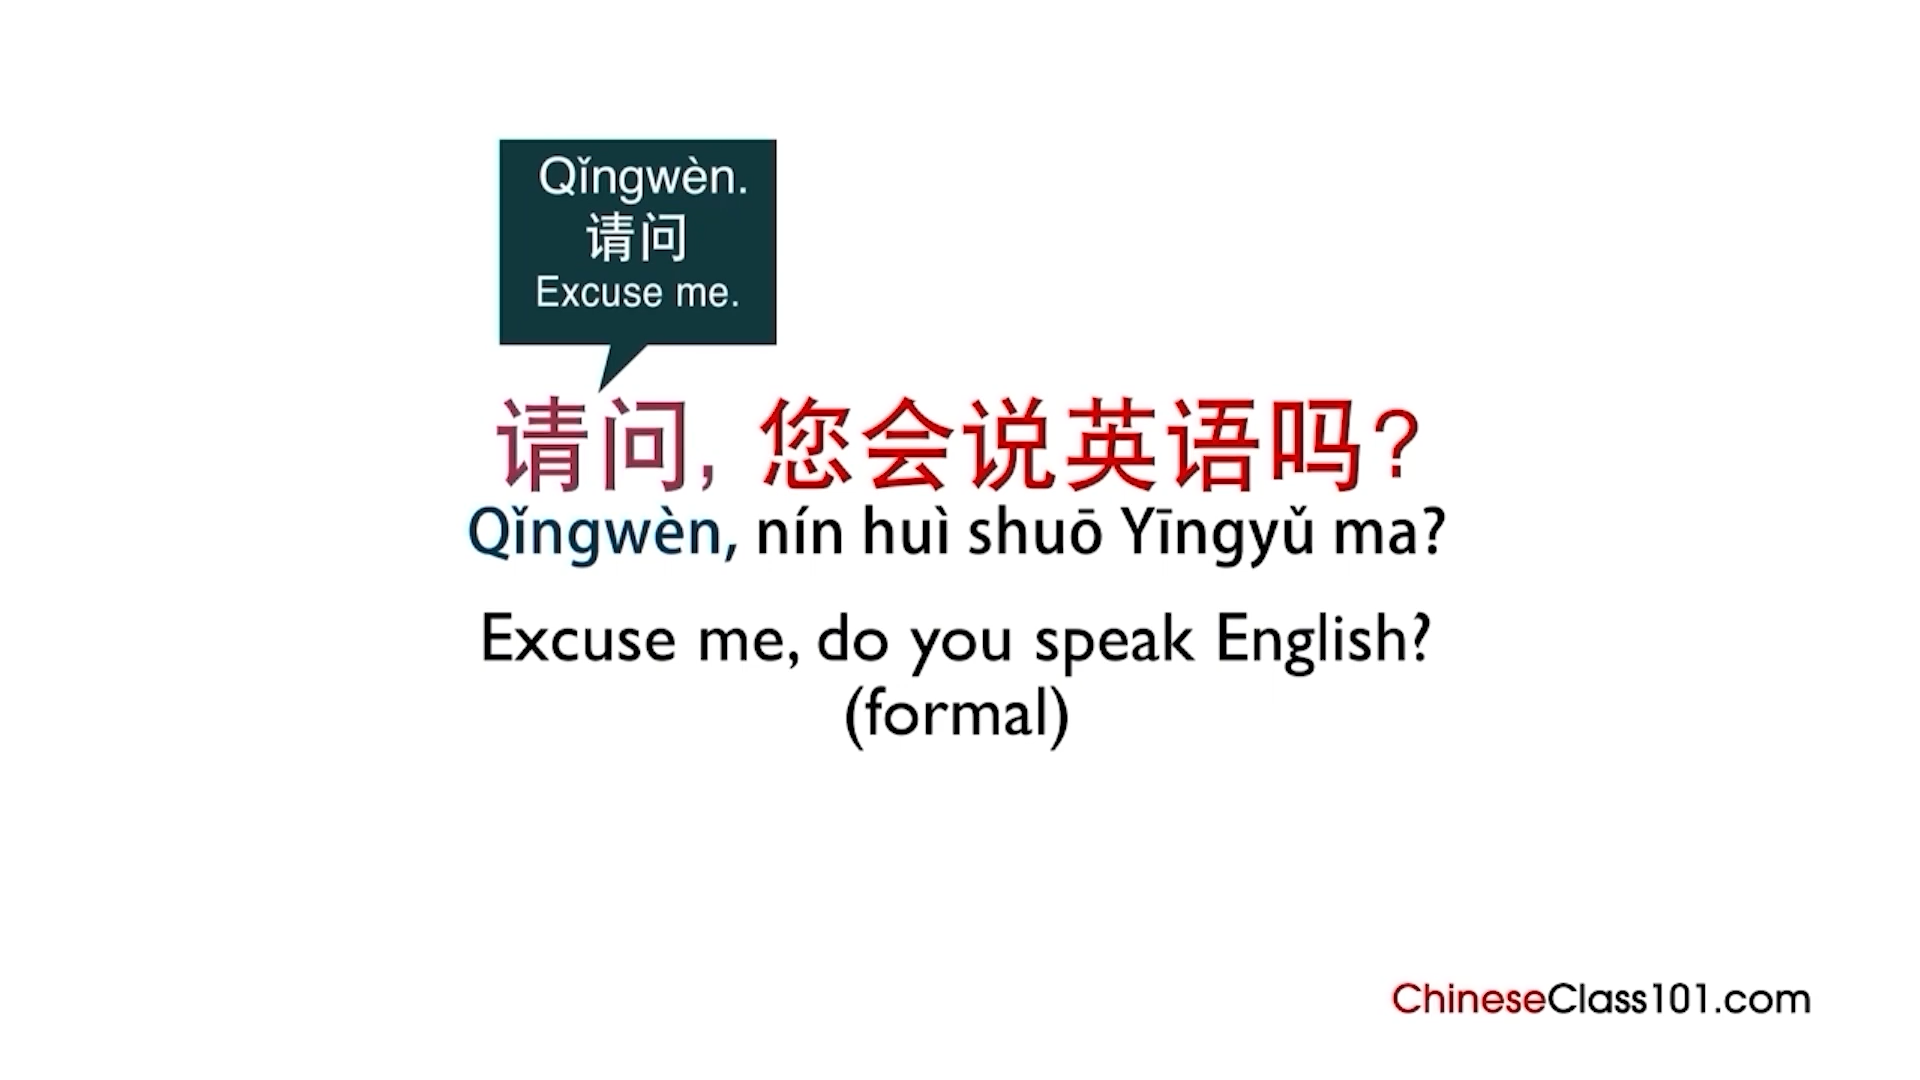 Qǐngwèn.
请问
Excuse me.
请问, 您会说英语吗?
Qǐngwèn, nín huì shuō Yīngyǔ ma?
Excuse me, do you speak English?
(formal)
ChineseClass101.com